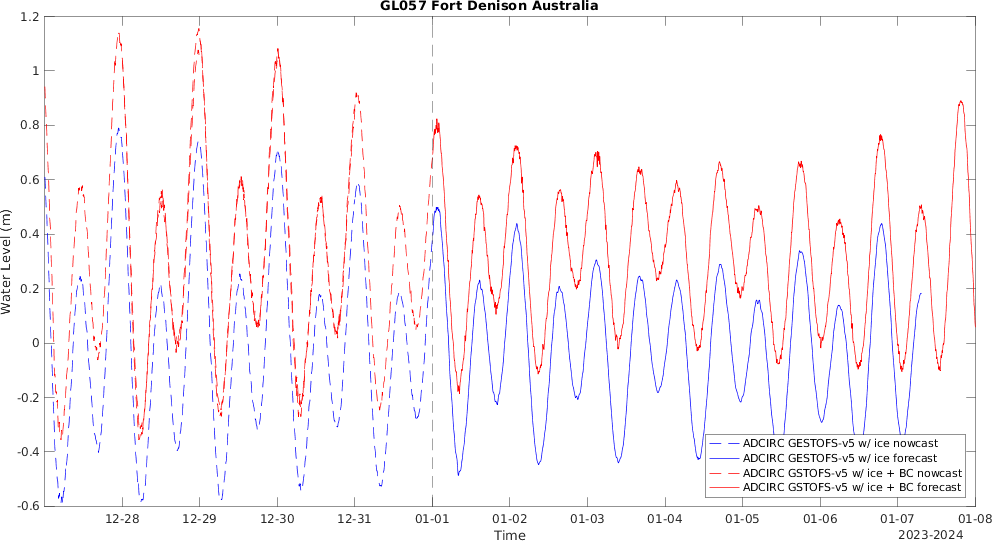 GL057 Fort Denison Australia
1.2
1
0.8
0.6
0.4
0.2
0
-0.2
-0.4
-0.6
Water Level (m)
ADCIRC GESTOFS-v5 w/ ice nowcast
ADCIRC GESTOFS-v5 w/ ice forecast
ADCIRC GSTOFS-v5 w/ ice + BC nowcast
ADCIRC GSTOFS-v5 w/ ice + BC forecast
12-28 12-29 12-30 12-31 01-01 01-02 01-03 01-04 01-05 01-06 01-07 01-08
Time
2023-2024